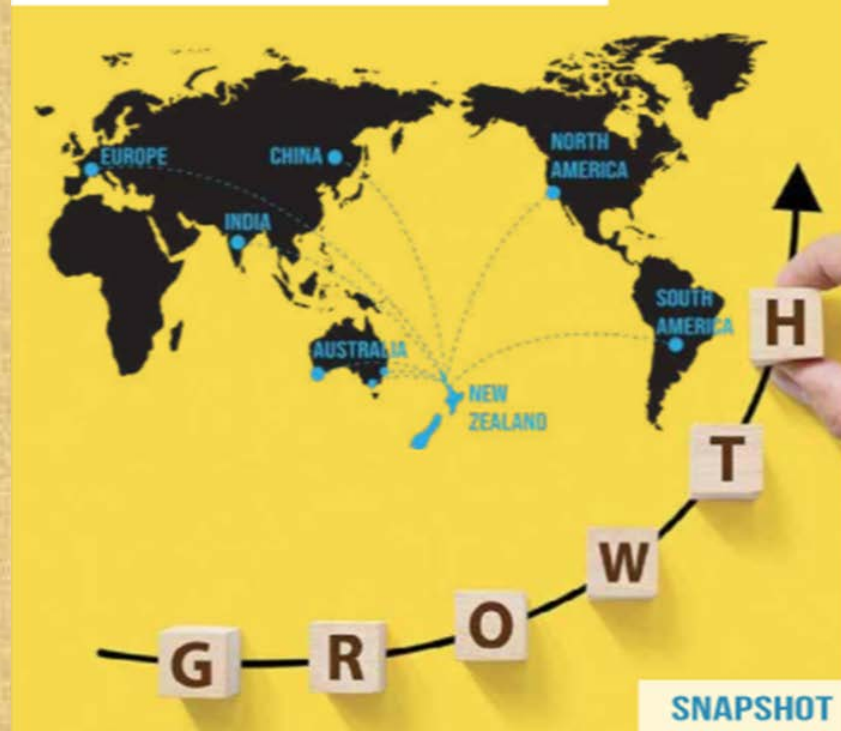 EUROPE
CHINA
NORTH
AMERICA
INDIA
SOUTH
AMERICA
AUSTRALIA
NEW
ZEALAND
H
T
W
O
R
G
SNAPSHOT